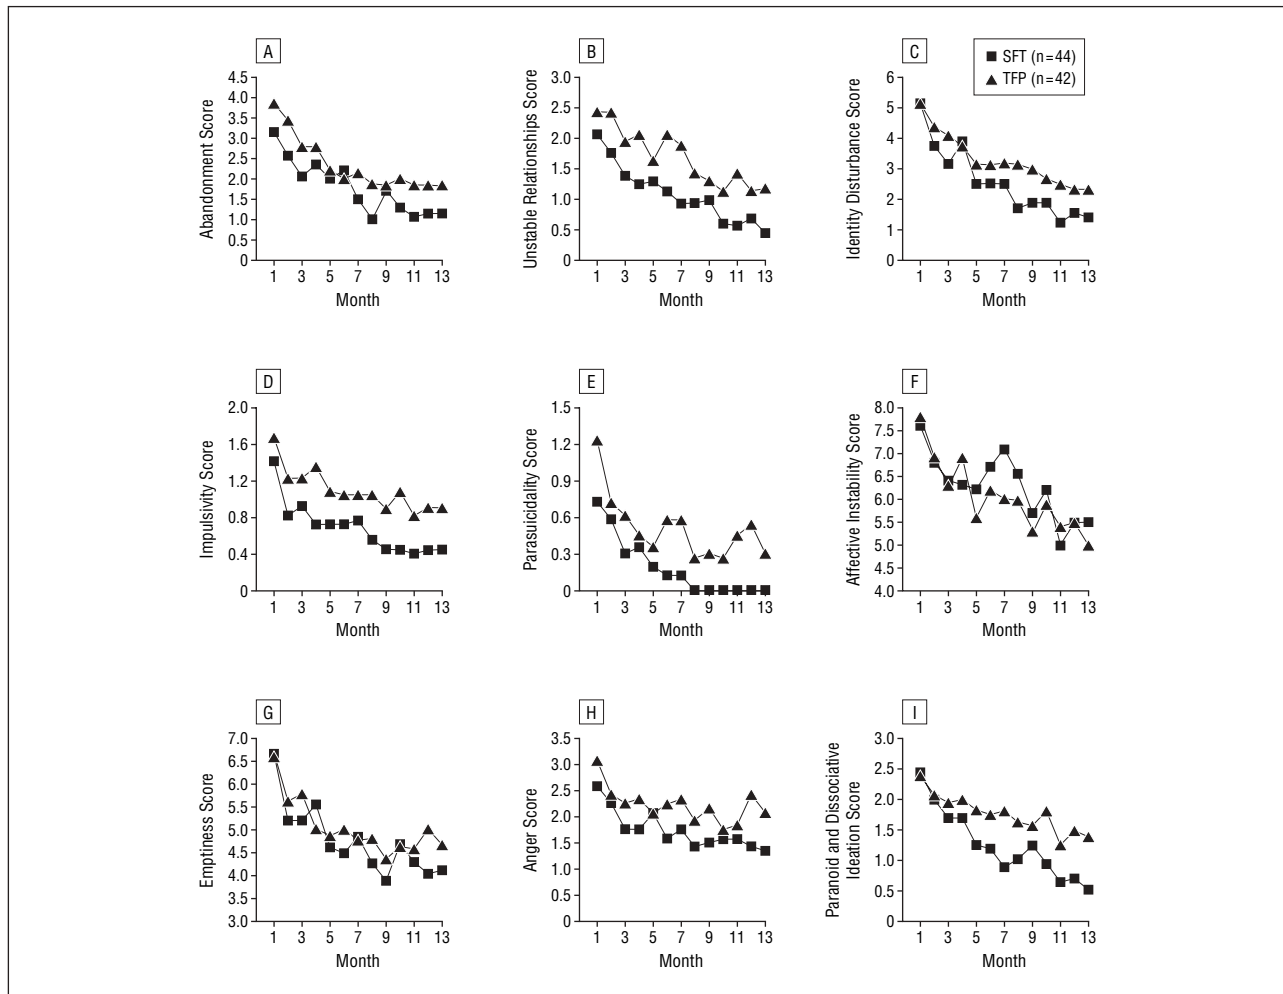 A
Abandonment Score
4.5
4.0
3.5
3.0
2.5
2.0
1.5
1.0
0.5
0
1 3 5 7 9 11 13
Month
B
Unstable Relationships Score
3.0
2.5
2.0
1.5
1.0
0.5
0
1 3 5 7 9 11 13
Month
C
SFT (n=44)
TFP (n=42)
Identity Disturbance Score
6
5
4
3
2
1
0
1 3 5 7 9 11 13
Month
D
Impulsivity Score
2.0
1.6
1.2
0.8
0.4
0
1 3 5 7 9 11 13
Month
E
Parasuicidality Score
1.5
1.2
0.9
0.6
0.3
0
1 3 5 7 9 11 13
Month
F
Affective Instability Score
8.0
7.5
7.0
6.5
6.0
5.5
5.0
4.5
4.0
1 3 5 7 9 11 13
Month
G
Emptiness Score
7.0
6.5
6.0
5.5
5.0
4.5
4.0
3.5
3.0
1 3 5 7 9 11 13
Month
H
Anger Score
3.5
3.0
2.5
2.0
1.5
1.0
0.5
0
1 3 5 7 9 11 13
Month
I
Paranoid and Dissociative
Ideation Score
3.0
2.5
2.0
1.5
1.0
0.5
0
1 3 5 7 9 11 13
Month